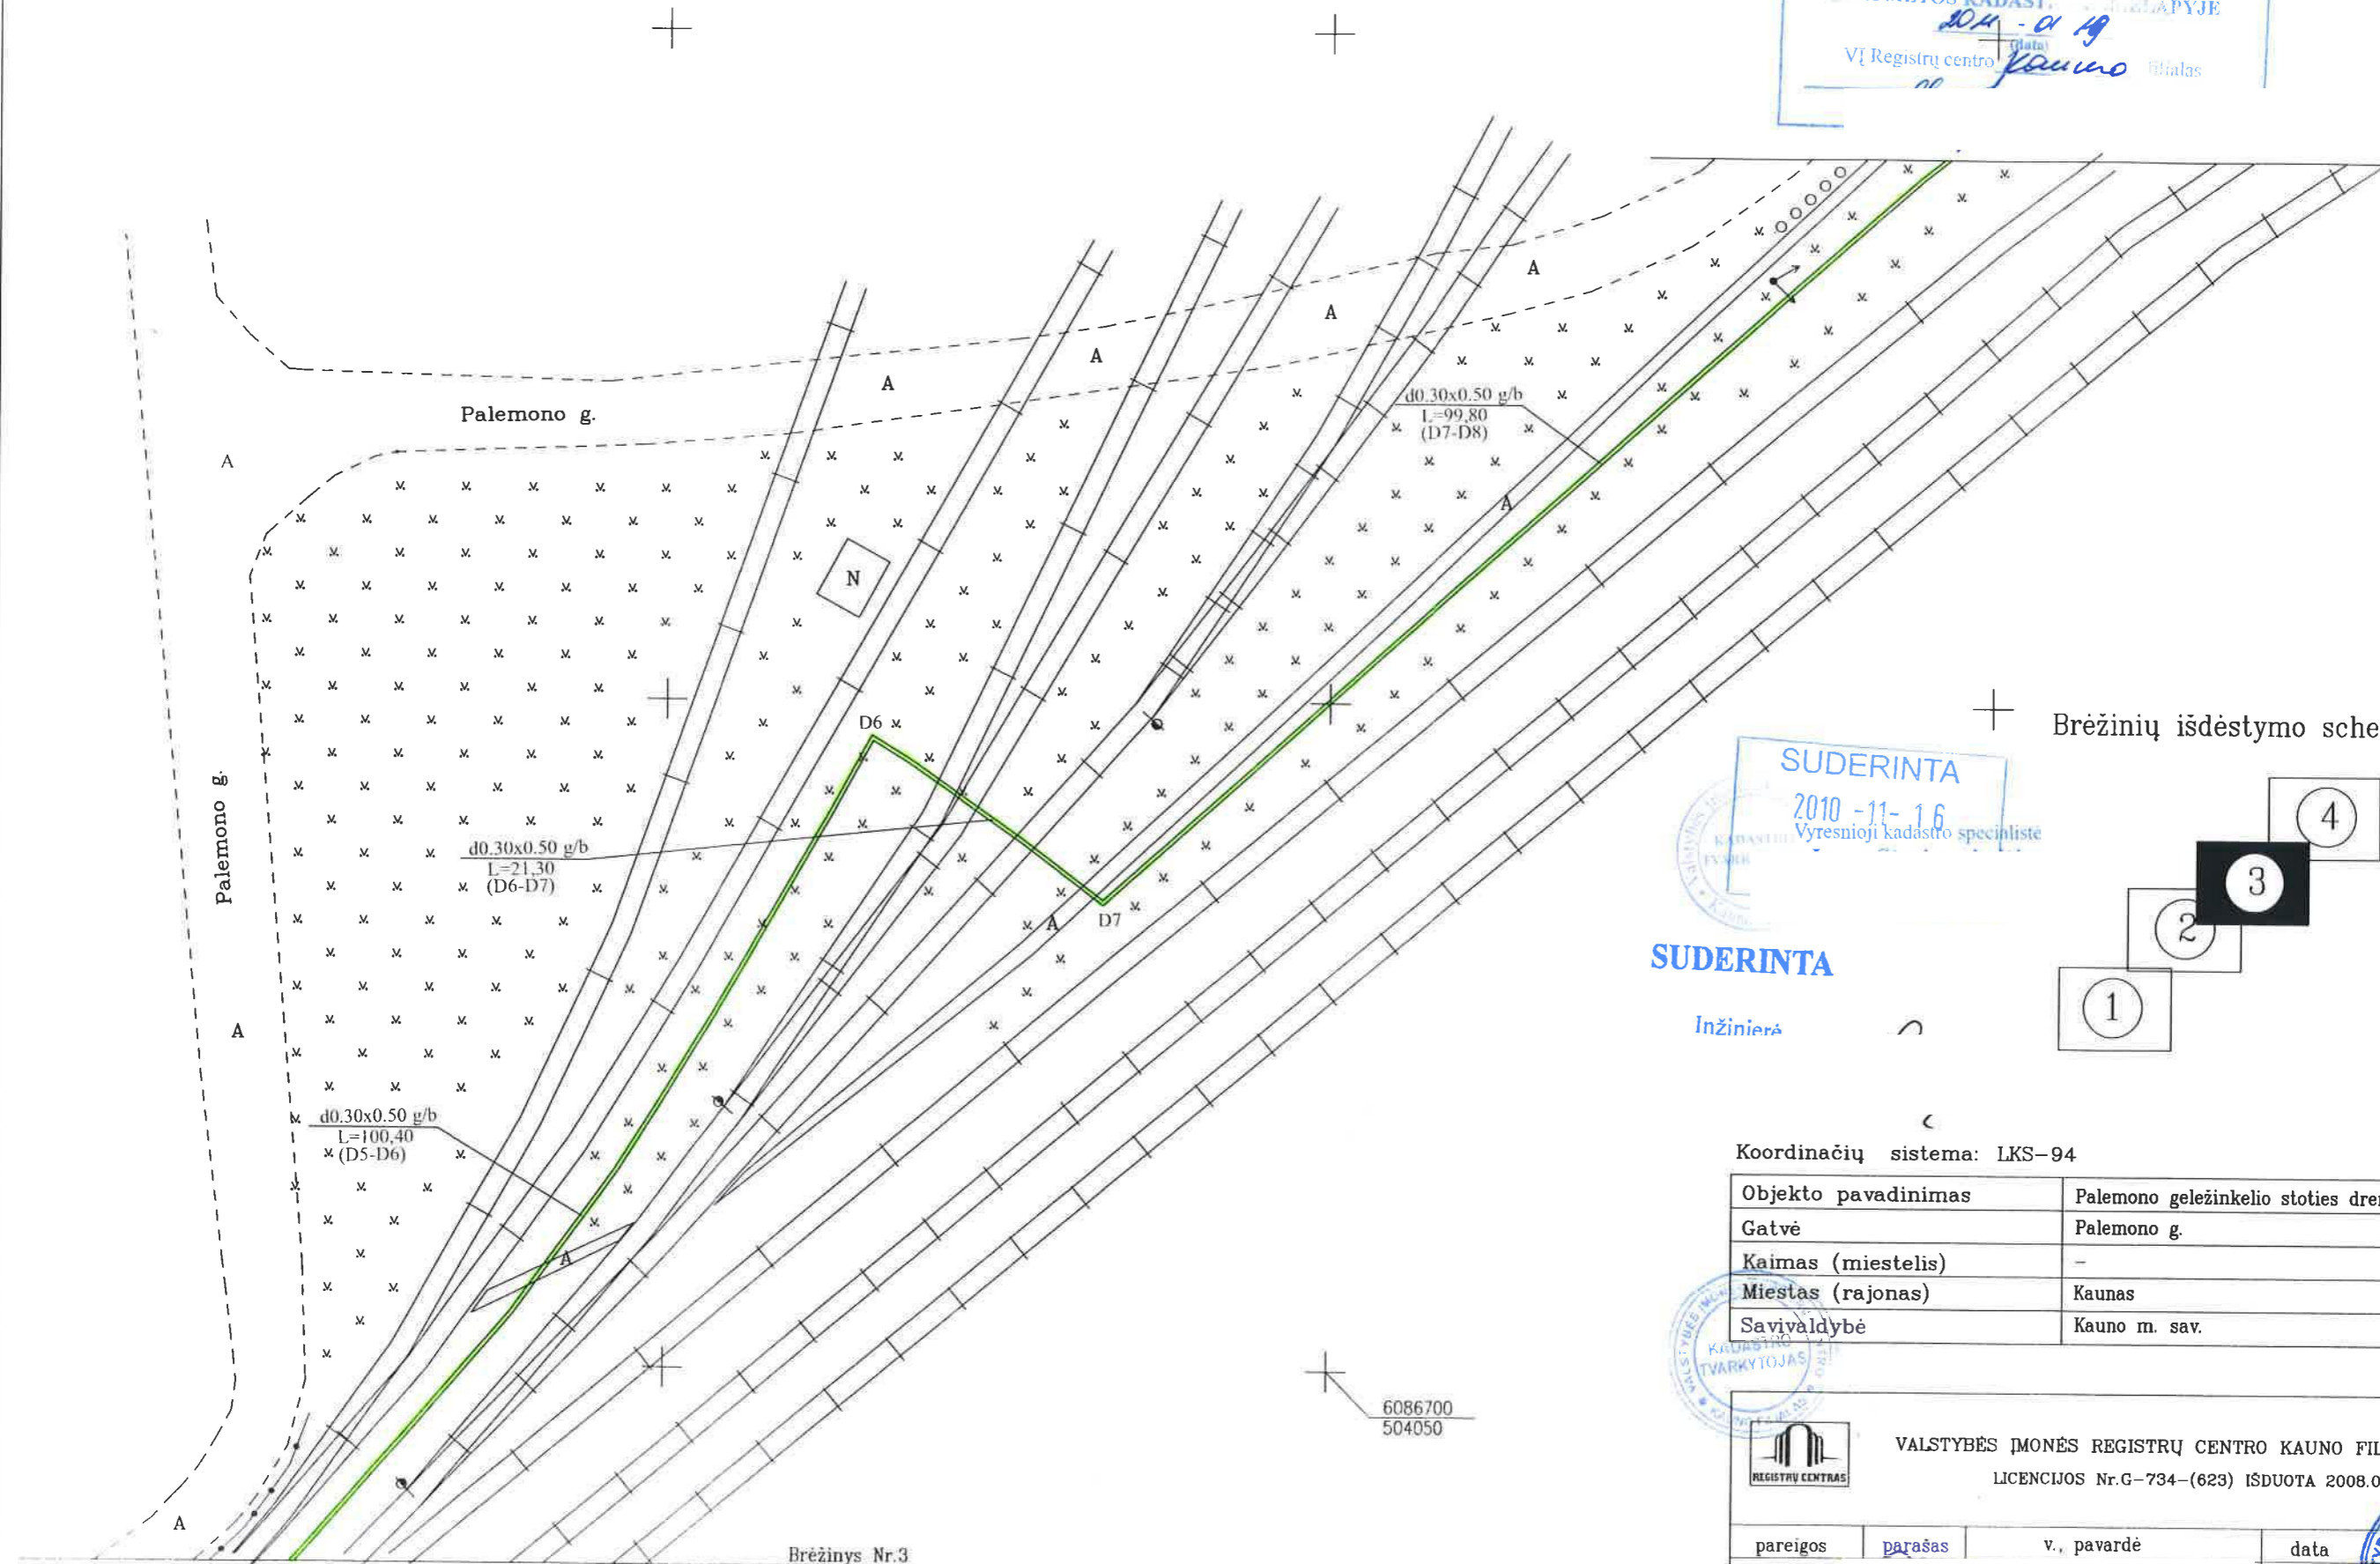 2011 - 01 19
(data)
VĮ Registrų centro Kauno filialas
Palemono g.
A
A
A
A
A
N
d0.30x0.50 g/b
L=99,80
(D7-D8)
A
D6
Palemono g.
d0.30x0.50 g/b
L=21,30
(D6-D7)
D7
A
A
d0.30x0.50 g/b
L=100,40
(D5-D6)
A
A
6086700
504050
Brėžinys Nr.3
Brėžinių išdėstymo sche
4
3
2
1
SUDERINTA
2010 -11- 16
Vyresnioji kadastro specialistė
SUDERINTA
Inžinierė
Koordinačių sistema: LKS-94
Objekto pavadinimas Palemono geležinkelio stoties dre
Gatvė Palemono g.
Kaimas (miestelis) -
Miestas (rajonas) Kaunas
Savivaldybė Kauno m. sav.
KADASTRO
TVARKYTOJAS
REGISTRŲ CENTRAS
VALSTYBĖS ĮMONĖS REGISTRŲ CENTRO KAUNO FIL
LICENCIJOS Nr.G-734-(623) IŠDUOTA 2008.0
pareigos parašas v., pavardė data